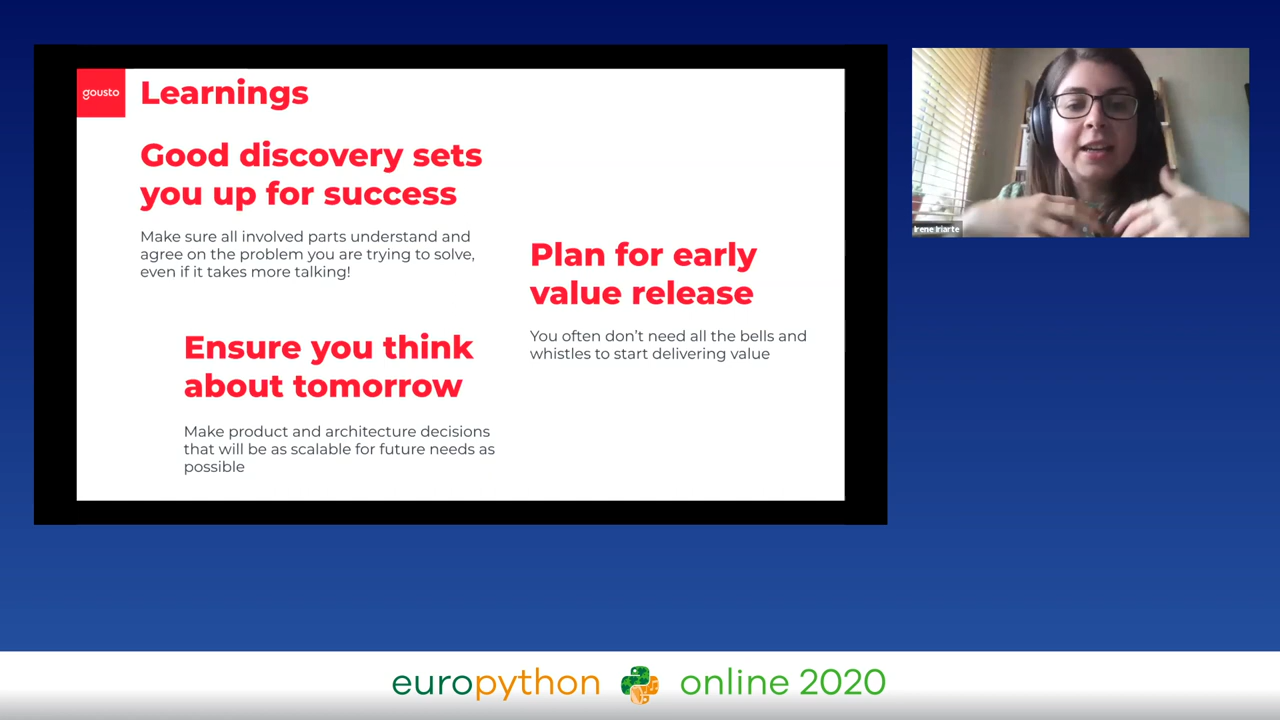 gousto
Learnings
Good discovery sets
you up for success
Make sure all involved parts understand and
agree on the problem you are trying to solve,
even if it takes more talking!
Plan for early
value release
You often don't need all the bells and
whistles to start delivering value
Ensure you think
about tomorrow
Make product and architecture decisions
that will be as scalable for future needs as
possible
Irene Iriarte
europython online 2020